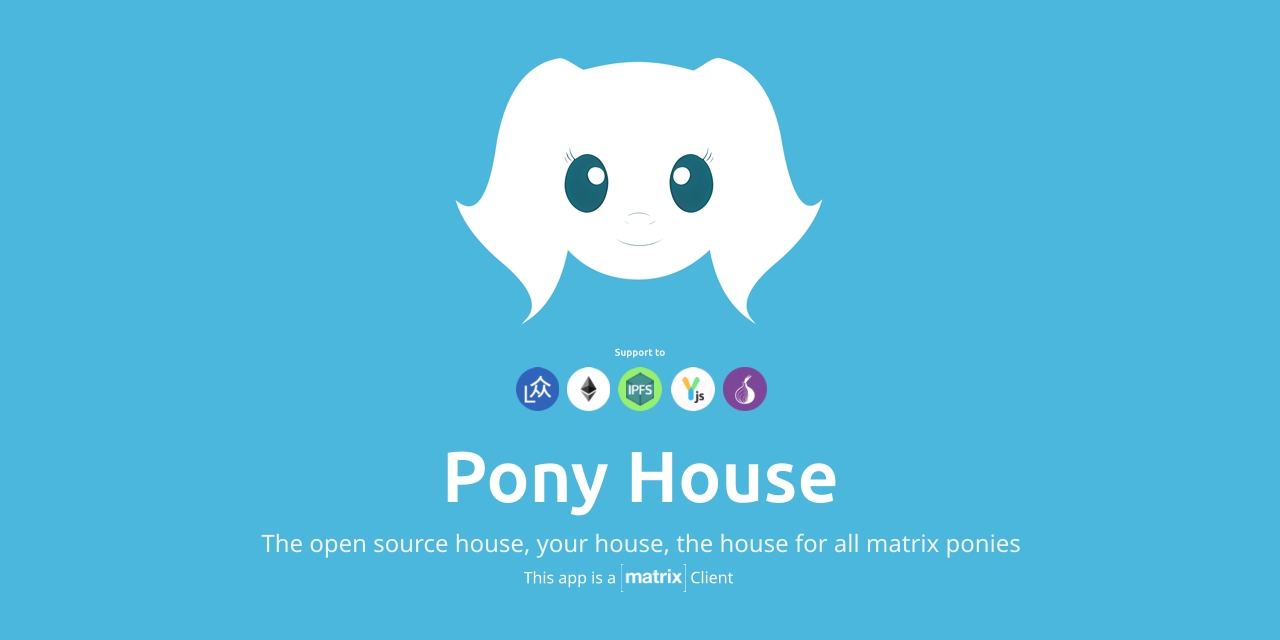 Support to
IPFS
Yjs
Pony House
The open source house, your house, the house for all matrix ponies
This app is a [matrix] Client